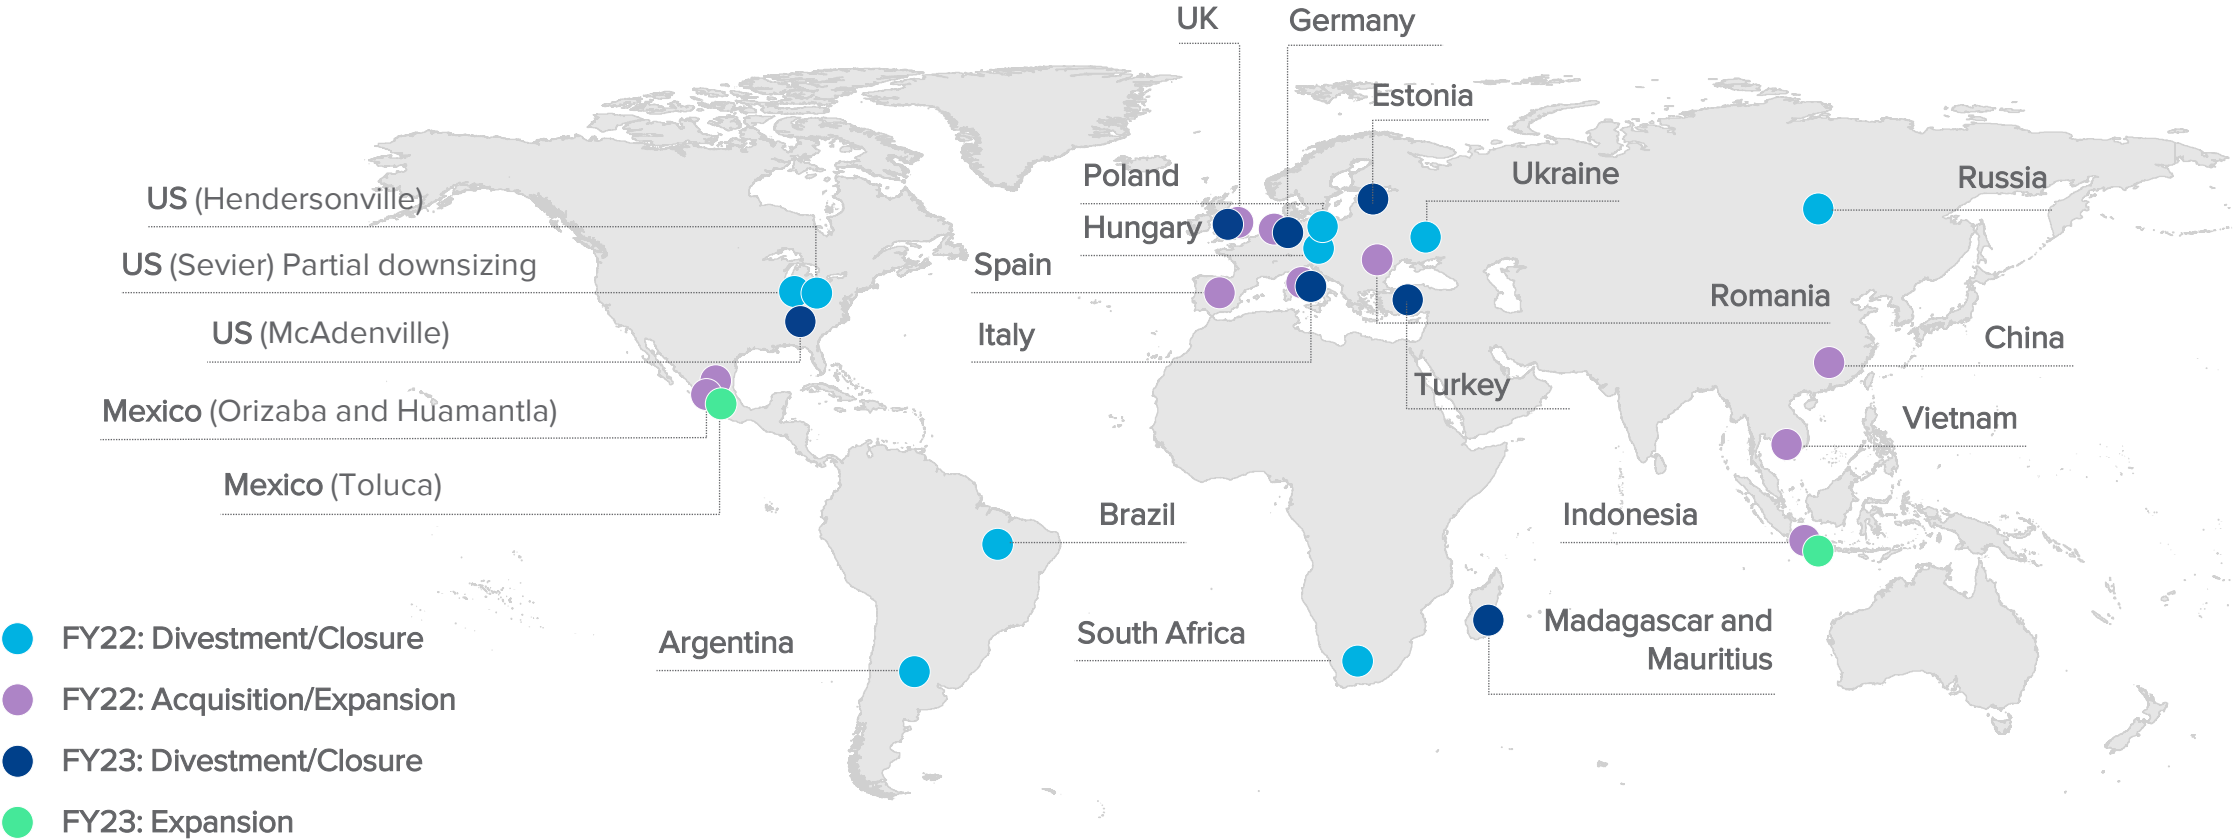 UK
Germany
Estonia
Poland
Ukraine
Russia
US (Hendersonville)
Hungary
US (Sevier) Partial downsizing
Spain
Romania
US (McAdenville)
Italy
China
Turkey
Mexico (Orizaba and Huamantla)
Vietnam
Mexico (Toluca)
Brazil
Indonesia
Madagascar and
Mauritius
South Africa
Argentina
FY22: Divestment/Closure
FY22: Acquisition/Expansion
FY23: Divestment/Closure
FY23: Expansion